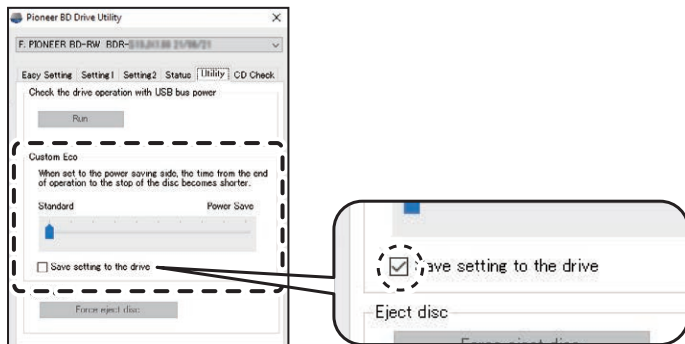 Pioneer BD Drive Utility
F: PIONEER BD-RW BDR-
Easy Setting Setting1 Setting2 Status Utility CD Check
Check the drive operation with USB bus power
Run
Custom Eco
When set to the power saving side, the time from the end
of operation to the stop of the disc becomes shorter.
Standard Power Save
Save setting to the drive
Force eject disc
ave setting to the drive
Eject disc
Force eject disc